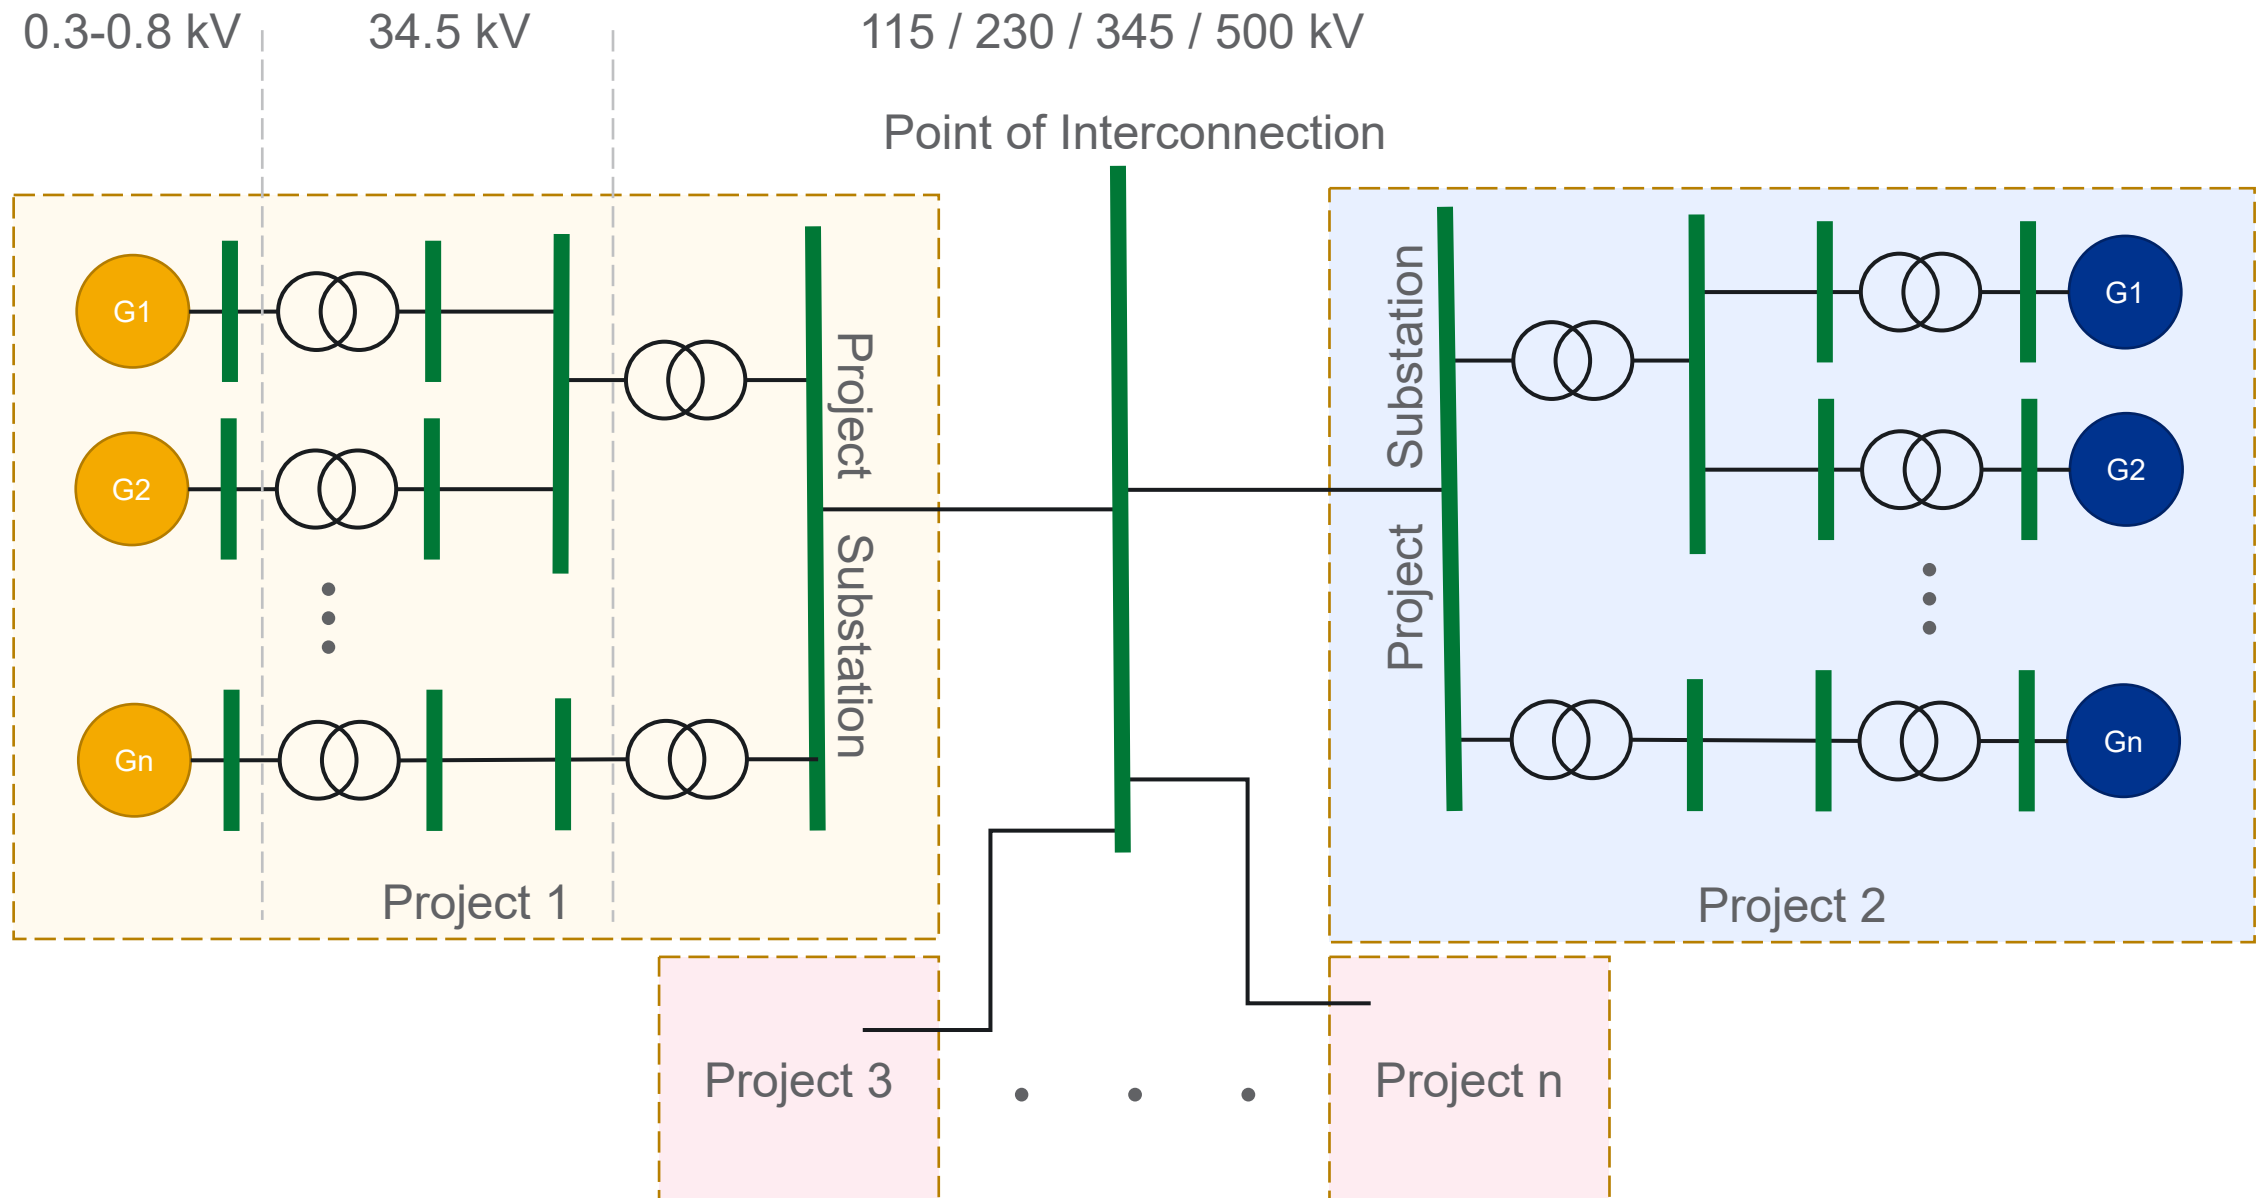 0.3-0.8 kV
34.5 kV
115 / 230 / 345 / 500 kV
Point of Interconnection
G1
G2
Gn
Project Substation
Project 1
Project Substation
G1
G2
Gn
Project 2
Project 3
Project n